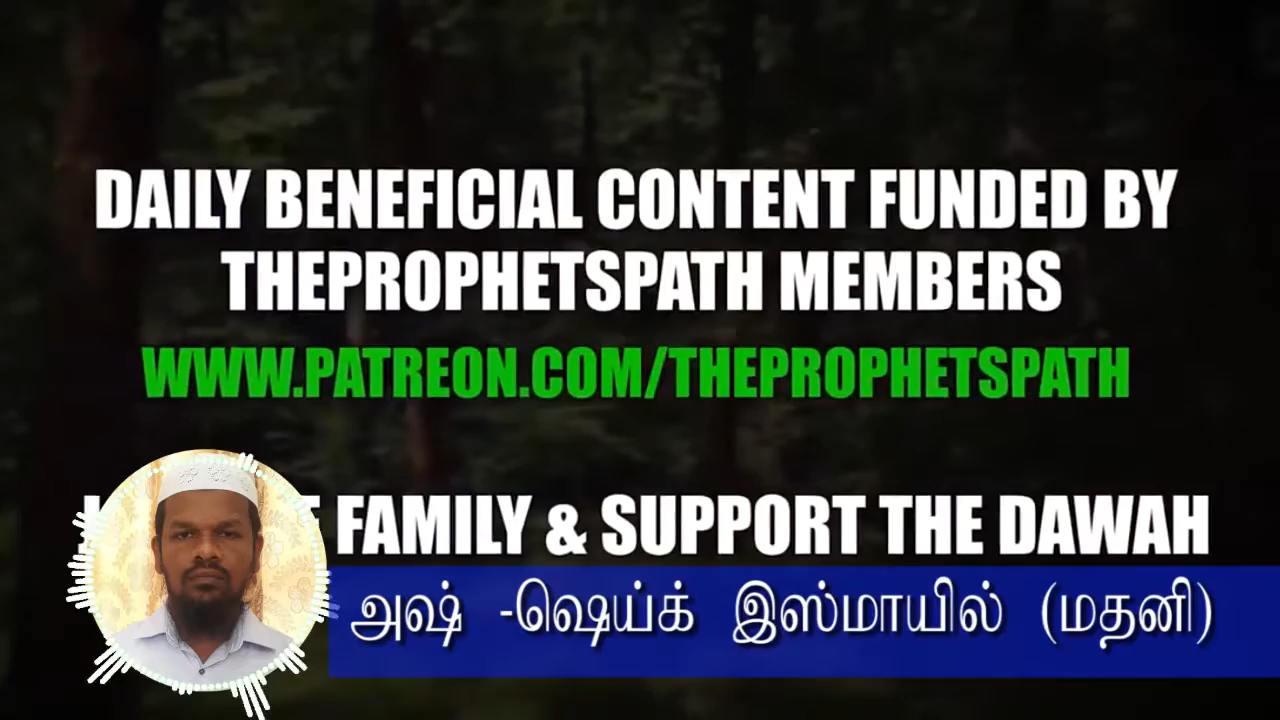 DAILY BENEFICIAL CONTENT FUNDED BY
THEPROPHETSPATH MEMBERS
WWW.PATREON.COM/THEPROPHETSPATH
FAMILY & SUPPORT THE DAWAH
அஷ் -ஷெய்க் இஸ்மாயில் (மதனி)